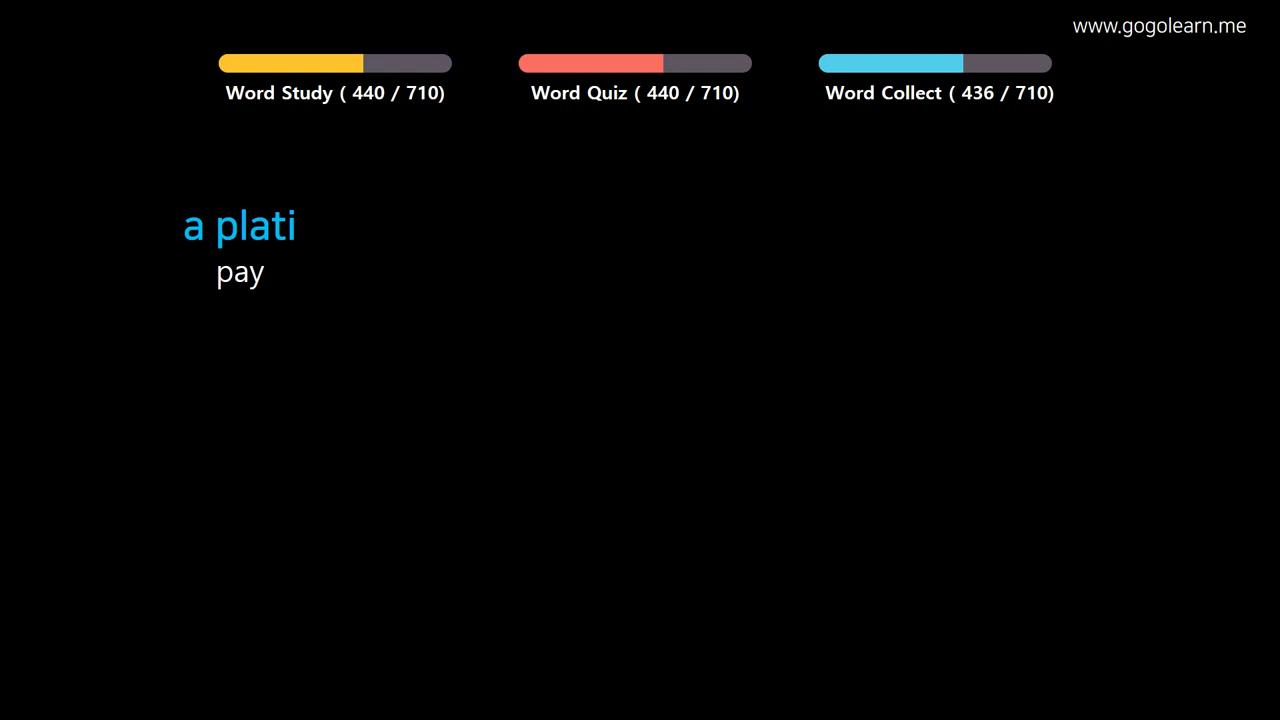 www.gogolearn.me
Word Study ( 440 / 710)
Word Quiz ( 440 / 710)
Word Collect ( 436 / 710)
a plati
pay